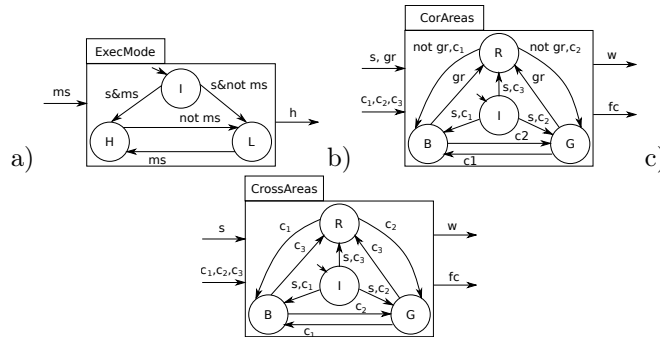 ExecMode
ms
s&ms
I
s&not ms
not ms
H
L
ms
h
a)
CorAreas
s, gr
c1,c2,c3
not gr,c1
R
not gr,c2
gr
gr
s,c3
I
s,c1
s,c2
B
c2
G
c1
w
fc
b)
c)
CrossAreas
s
c1,c2,c3
c1
R
c2
c3
c3
s,c3
I
s,c1
s,c2
B
c2
G
c1
w
fc